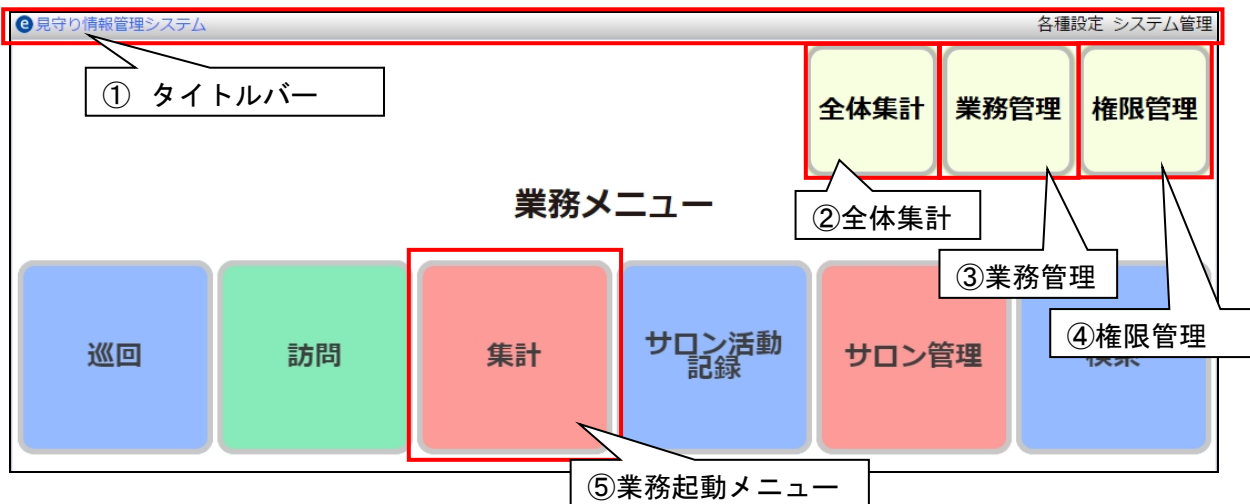 e見守り情報管理システム
各種設定 システム管理
① タイトルバー
全体集計
業務管理
権限管理
業務メニュー
②全体集計
③業務管理
④権限管理
巡回
訪問
集計
サロン活動
記録
サロン管理
⑤業務起動メニュー